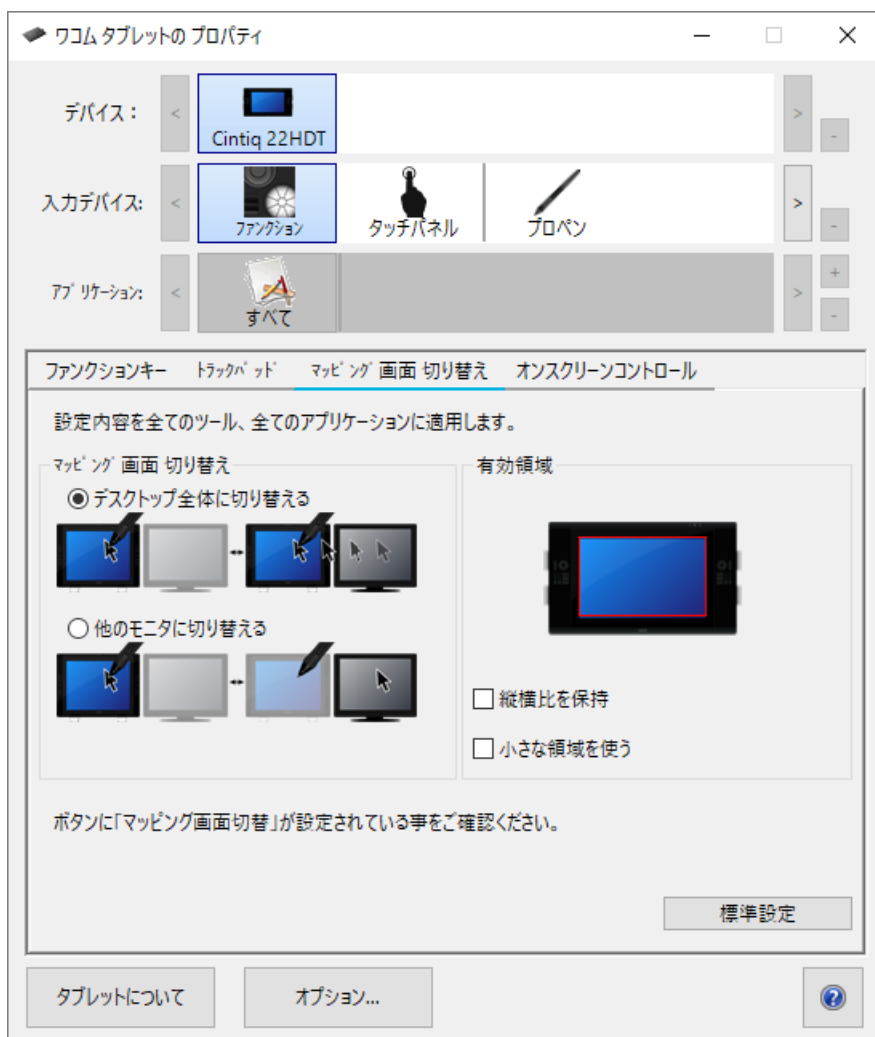 ワコム タブレットの プロパティ
デバイス：
<
Cintiq 22HDT
>
-
入力デバイス:
<
ファンクション
タッチパネル
プロペン
>
-
ｱﾌﾟﾘｹｰｼｮﾝ:
<
すべて
>
+
-
ファンクションキー ﾄﾗｯｸﾊﾟｯﾄﾞ ﾏｯﾋﾟﾝｸﾞ画面 切り替え オンスクリーンコントロール
設定内容を全てのツール、全てのアプリケーションに適用します。
ﾏｯﾋﾟﾝｸﾞ画面 切り替え
デスクトップ全体に切り替える
他のモニタに切り替える
有効領域
縦横比を保持
小さな領域を使う
ボタンに「マッピング画面切替」が設定されている事をご確認ください。
標準設定
タブレットについて
オプション...
?